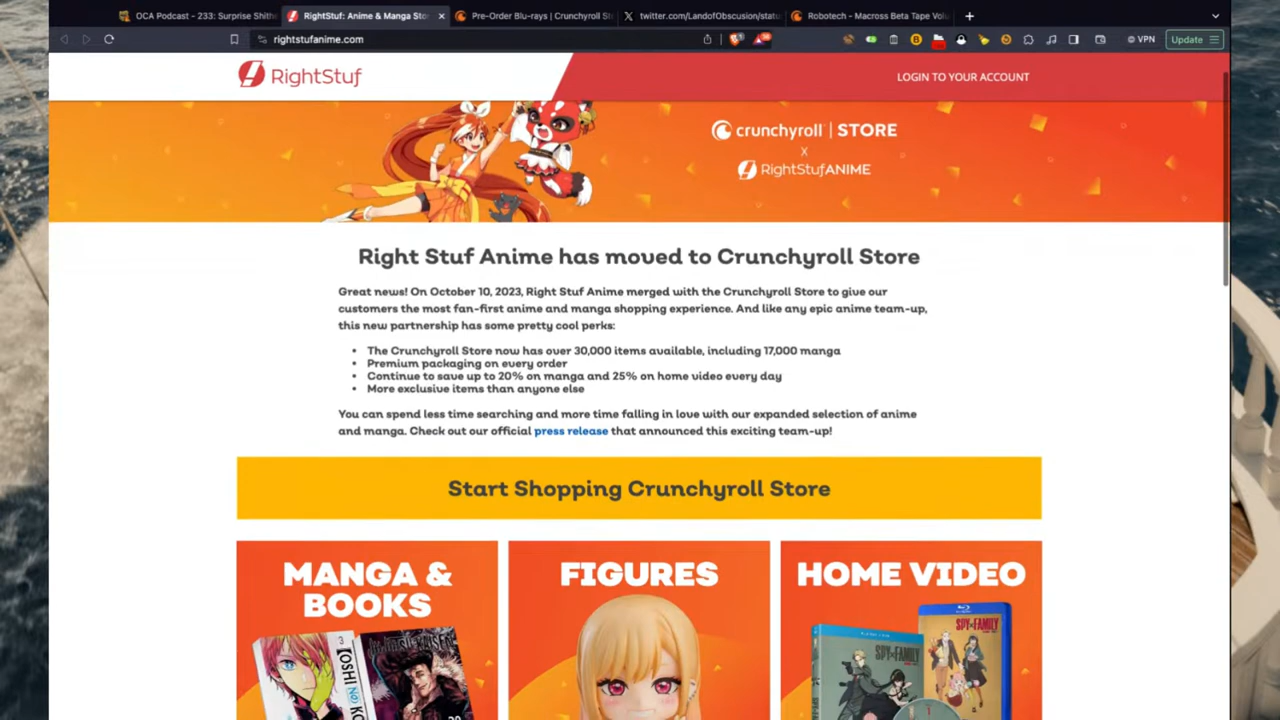 OCA Podcast - 233: Surprise Shith
RightStuf: Anime & Manga Sto
Pre-Order Blu-rays | Crunchyroll St
twitter.com/LandofObscusion/statu
Robotech - Macross Beta Tape Volu
rightstufanime.com
VPN
Update
RightStuf
LOGIN TO YOUR ACCOUNT
crunchyroll | STORE
X
RightStufANIME
Right Stuf Anime has moved to Crunchyroll Store
Great news! On October 10, 2023, Right Stuf Anime merged with the Crunchyroll Store to give our
customers the most fan-first anime and manga shopping experience. And like any epic anime team-up,
this new partnership has some pretty cool perks:
• The Crunchyroll Store now has over 30,000 items available, including 17,000 manga
• Premium packaging on every order
• Continue to save up to 20% on manga and 25% on home video every day
• More exclusive items than anyone else
You can spend less time searching and more time falling in love with our expanded selection of anime
and manga. Check out our official press release that announced this exciting team-up!
Start Shopping Crunchyroll Store
MANGA &
BOOKS
FIGURES
HOME VIDEO
SPY×FAMILY
SPY×FAMILY